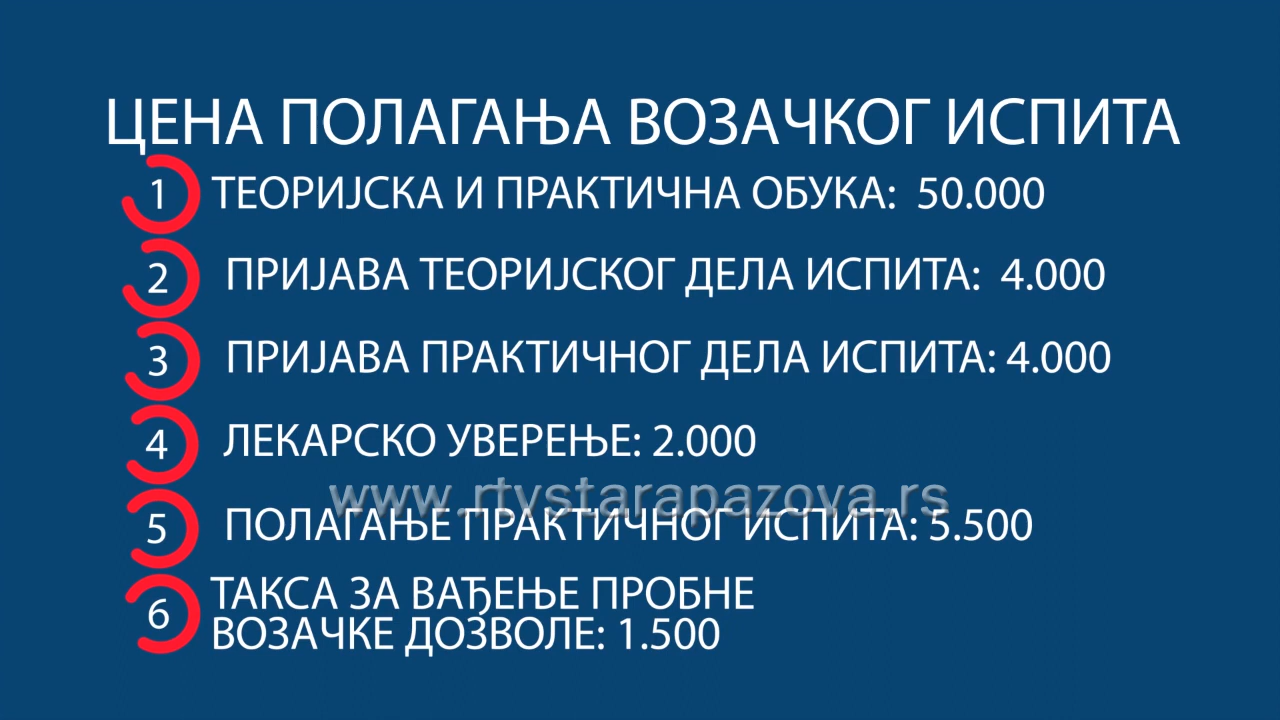 ЦЕНА ПОЛАГАЊА ВОЗАЧКОГ ИСПИТА
1 ТЕОРИЈСКА И ПРАКТИЧНА ОБУКА: 50.000
2 ПРИЈАВА ТЕОРИЈСКОГ ДЕЛА ИСПИТА: 4.000
3 ПРИЈАВА ПРАКТИЧНОГ ДЕЛА ИСПИТА: 4.000
4 ЛЕКАРСКО УВЕРЕЊЕ: 2.000
www.rtvstarapazova.rs
5 ПОЛАГАЊЕ ПРАКТИЧНОГ ИСПИТА: 5.500
6 ТАКСА ЗА ВАЂЕЊЕ ПРОБНЕ
ВОЗАЧКЕ ДОЗВОЛЕ: 1.500